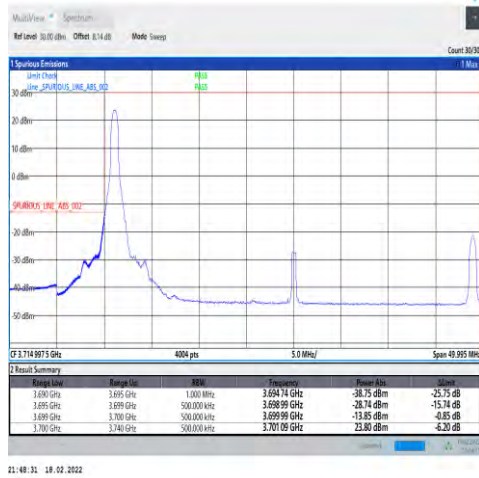 MultiView Spectrum
Ref Level 30.00 dBm Offset 8.14 dB Mode Sweep
Count 30/30
1 Spurious Emissions 1 Max
Limit Check PASS
Line _SPURIOUS_LINE_ABS_002 PASS
30 dBm
20 dBm
10 dBm
0 dBm
SPURIOUS_LINE_ABS_002
-20 dBm
-30 dBm
-40 dBm
-50 dBm
CF 3.714 997 5 GHz 4004 pts 5.0 MHz/ Span 49.995 MHz
2 Result Summary
Range Low Range Up RBW Frequency Power Abs ΔLimit
3.690 GHz 3.695 GHz 1.000 MHz 3.694 74 GHz -38.75 dBm -25.75 dB
3.695 GHz 3.699 GHz 500.000 kHz 3.698 99 GHz -28.74 dBm -15.74 dB
3.699 GHz 3.700 GHz 500.000 kHz 3.699 99 GHz -13.85 dBm -0.85 dB
3.700 GHz 3.740 GHz 500.000 kHz 3.701 09 GHz 23.80 dBm -6.20 dB
21:48:31 18.02.2022